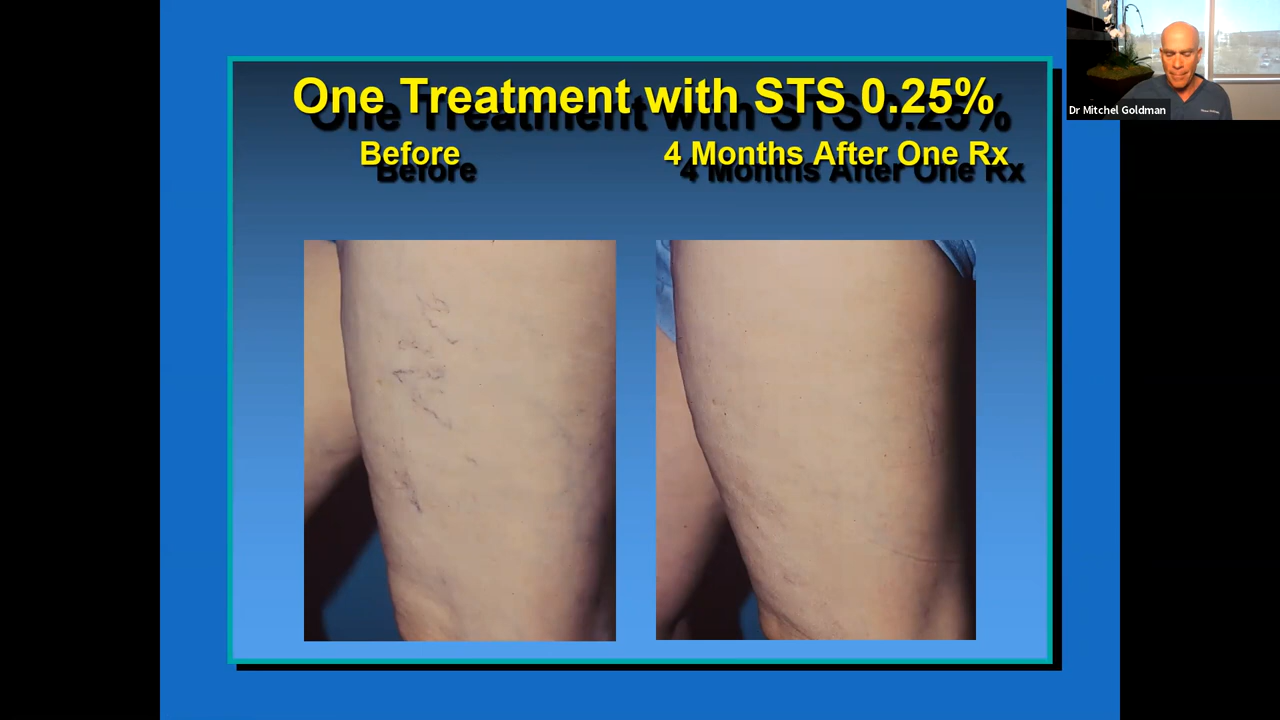 One Treatment with STS 0.25%
Before
4 Months After One Rx
Dr Mitchel Goldman